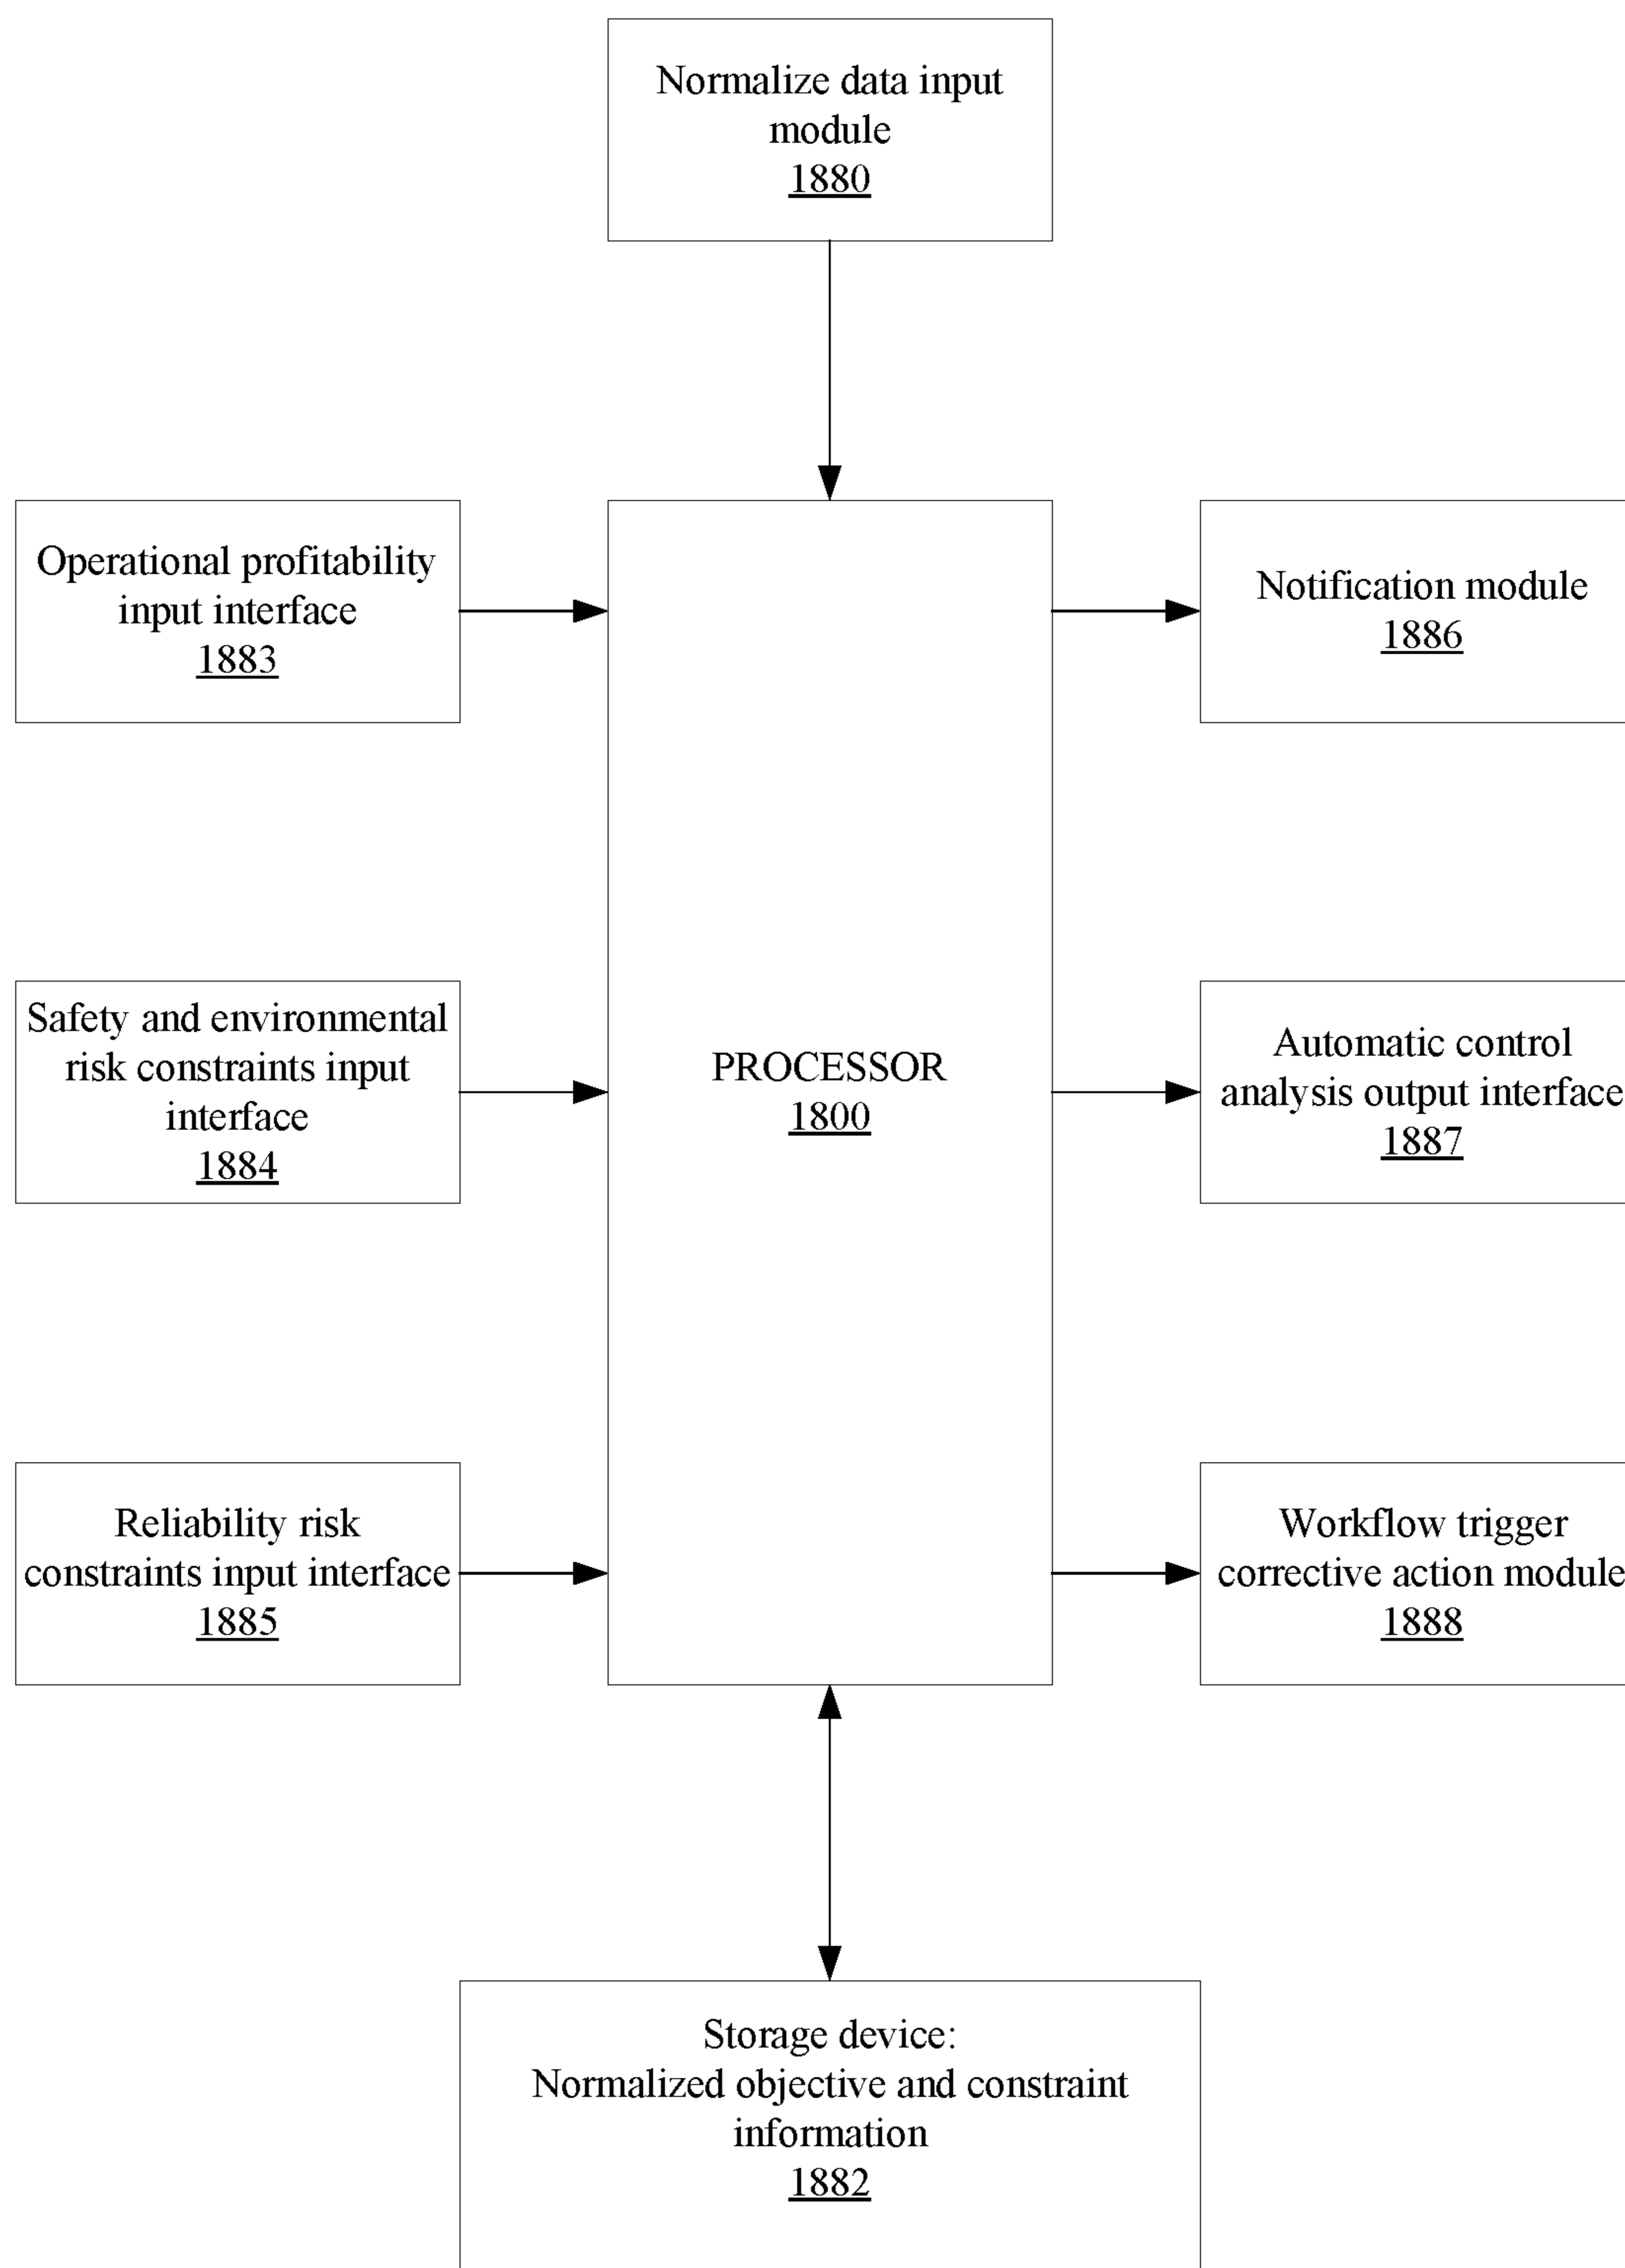 Normalize data input
module
1880
Operational profitability
input interface
1883
Notification module
1886
Safety and environmental
risk constraints input
interface
1884
PROCESSOR
1800
Automatic control
analysis output interface
1887
Reliability risk
constraints input interface
1885
Workflow trigger
corrective action module
1888
Storage device:
Normalized objective and constraint
information
1882